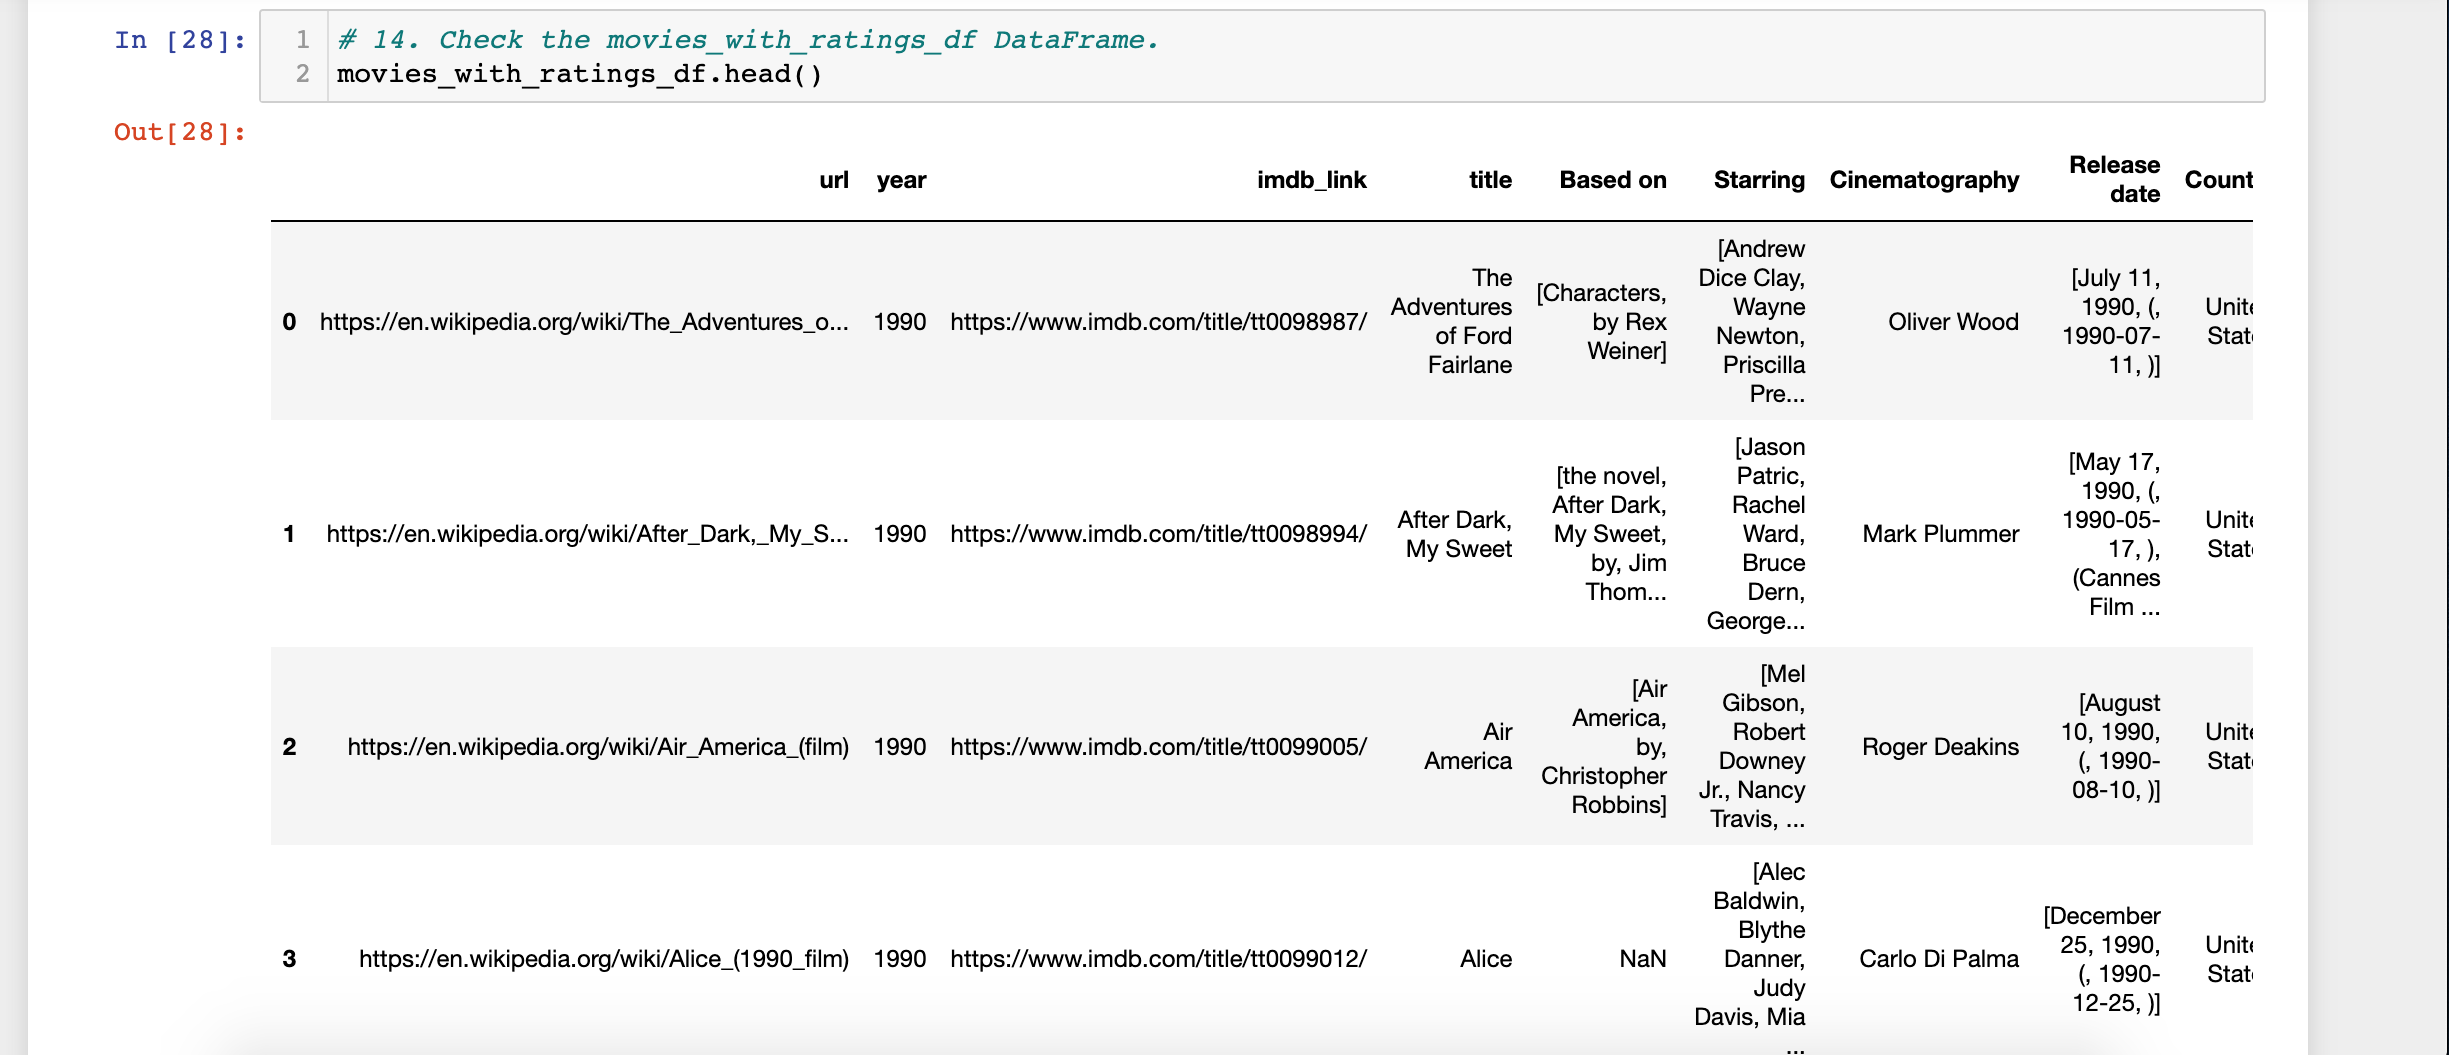 In [28]:
1 # 14. Check the movies_with_ratings_df DataFrame.
2 movies_with_ratings_df.head()
Out[28]:
url year imdb_link title Based on Starring Cinematography Release date Count
0 https://en.wikipedia.org/wiki/The_Adventures_o... 1990 https://www.imdb.com/title/tt0098987/ The Adventures of Ford Fairlane [Characters, by Rex Weiner] [Andrew Dice Clay, Wayne Newton, Priscilla Pre... Oliver Wood [July 11, 1990, (, 1990-07-11, )] Unite State
1 https://en.wikipedia.org/wiki/After_Dark,_My_S... 1990 https://www.imdb.com/title/tt0098994/ After Dark, My Sweet [the novel, After Dark, My Sweet, by, Jim Thom... [Jason Patric, Rachel Ward, Bruce Dern, George... Mark Plummer [May 17, 1990, (, 1990-05-17, ), (Cannes Film ... Unite State
2 https://en.wikipedia.org/wiki/Air_America_(film) 1990 https://www.imdb.com/title/tt0099005/ Air America [Air America, by, Christopher Robbins] [Mel Gibson, Robert Downey Jr., Nancy Travis, ... Roger Deakins [August 10, 1990, (, 1990-08-10, )] Unite State
3 https://en.wikipedia.org/wiki/Alice_(1990_film) 1990 https://www.imdb.com/title/tt0099012/ Alice NaN [Alec Baldwin, Blythe Danner, Judy Davis, Mia ... Carlo Di Palma [December 25, 1990, (, 1990-12-25, )] Unite State